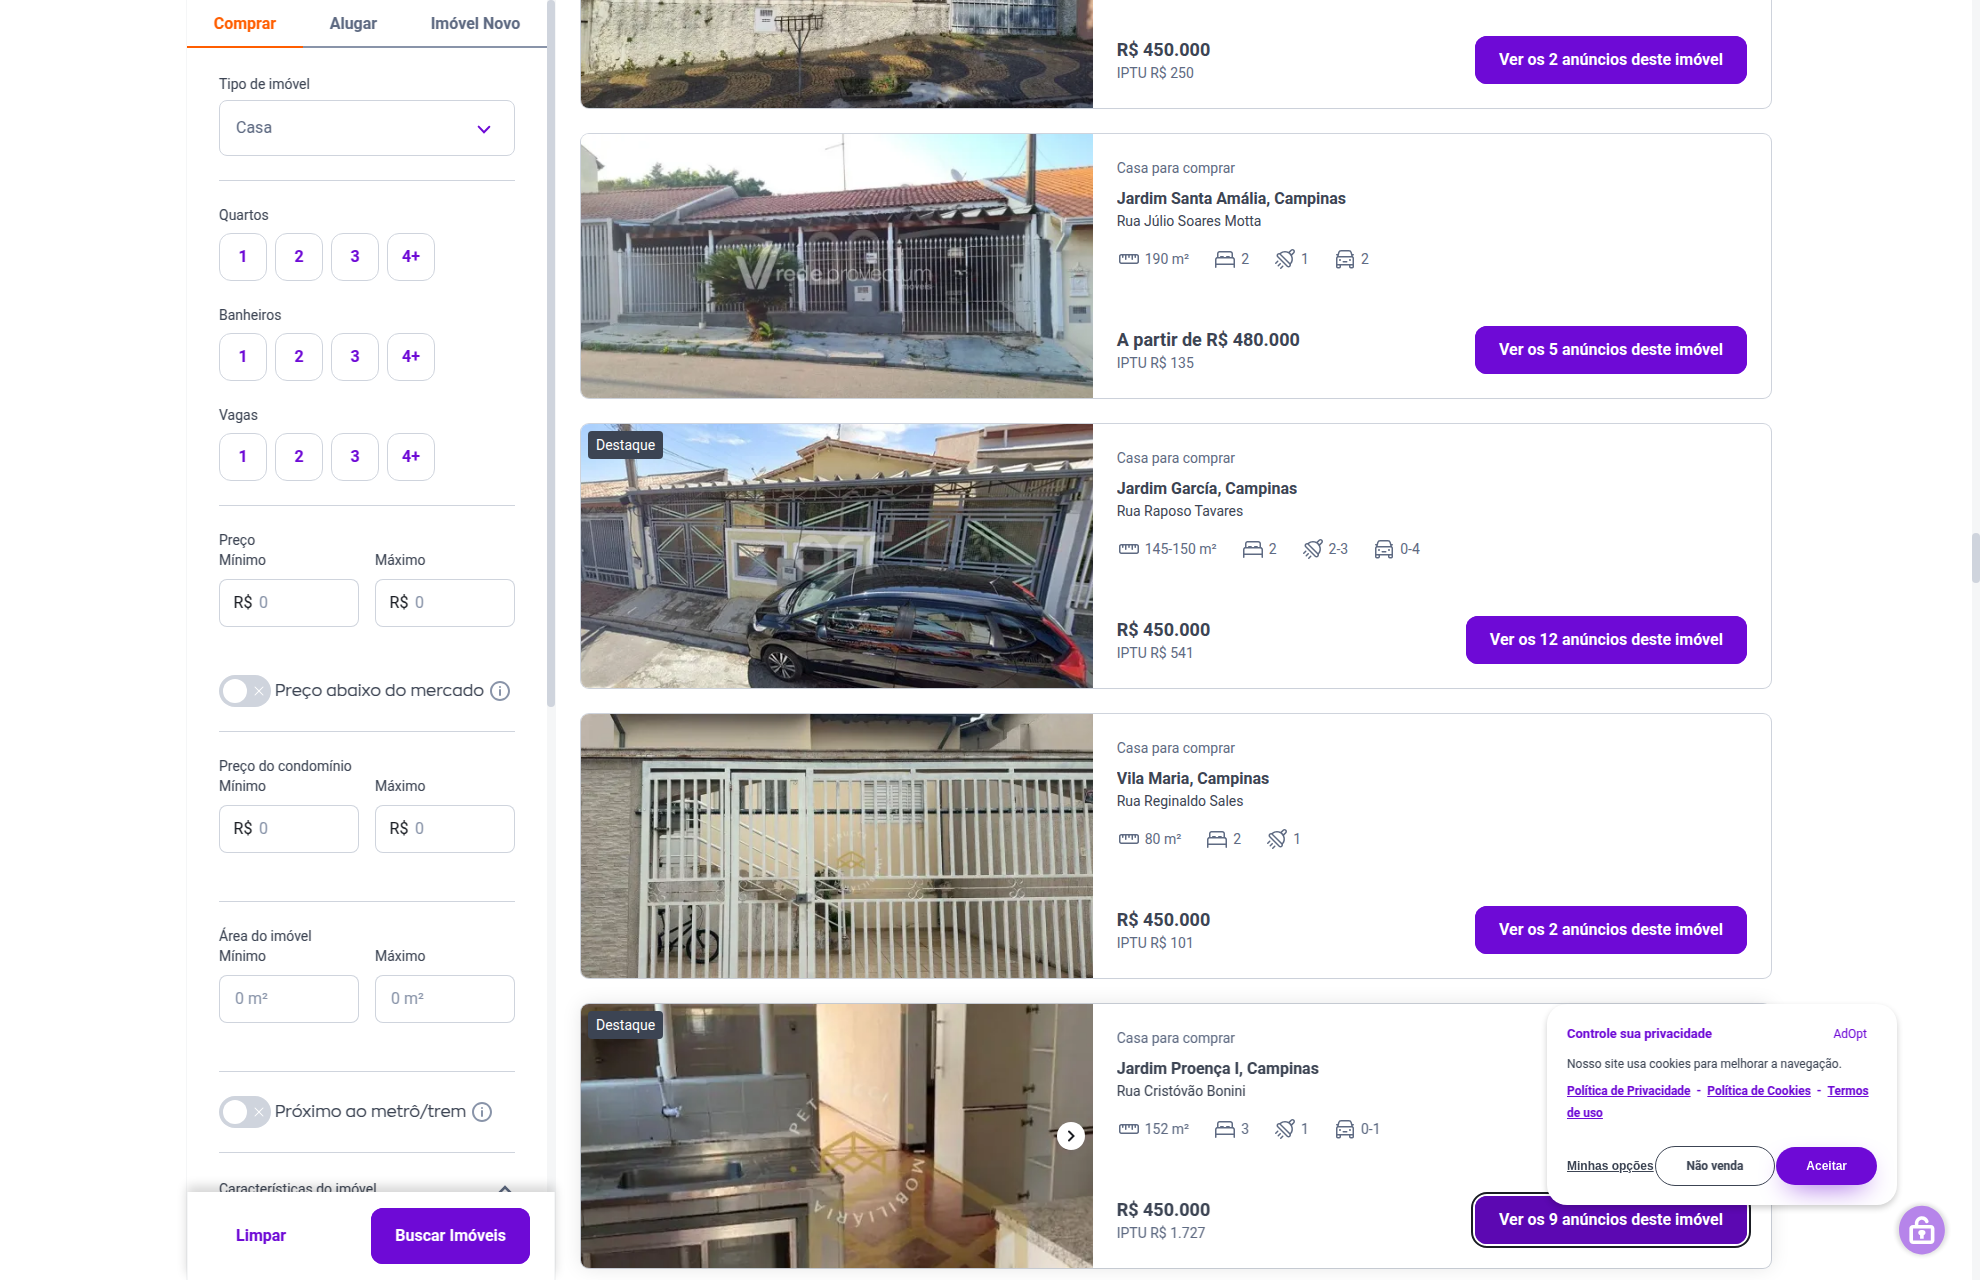 Comprar
Alugar
Imóvel Novo
Tipo de imóvel
Casa
Quartos
1
2
3
4+
Banheiros
1
2
3
4+
Vagas
1
2
3
4+
Preço
Mínimo
Máximo
R$ 0
R$ 0
Preço abaixo do mercado
Preço do condomínio
Mínimo
Máximo
R$ 0
R$ 0
Área do imóvel
Mínimo
Máximo
0 m²
0 m²
Próximo ao metrô/trem
Características do imóvel
Limpar
Buscar Imóveis
R$ 450.000
IPTU R$ 250
Ver os 2 anúncios deste imóvel
rede provectum
imóveis
Casa para comprar
Jardim Santa Amália, Campinas
Rua Júlio Soares Motta
190 m²
2
1
2
A partir de R$ 480.000
IPTU R$ 135
Ver os 5 anúncios deste imóvel
Destaque
Casa para comprar
Jardim García, Campinas
Rua Raposo Tavares
145-150 m²
2
2-3
0-4
R$ 450.000
IPTU R$ 541
Ver os 12 anúncios deste imóvel
Casa para comprar
Vila Maria, Campinas
Rua Reginaldo Sales
80 m²
2
1
R$ 450.000
IPTU R$ 101
Ver os 2 anúncios deste imóvel
Destaque
IMOBILIÁRIA
Casa para comprar
Jardim Proença I, Campinas
Rua Cristóvão Bonini
152 m²
3
1
0-1
R$ 450.000
IPTU R$ 1.727
Ver os 9 anúncios deste imóvel
Controle sua privacidade
AdOpt
Nosso site usa cookies para melhorar a navegação.
Política de Privacidade - Política de Cookies - Termos
de uso
Minhas opções
Não venda
Aceitar